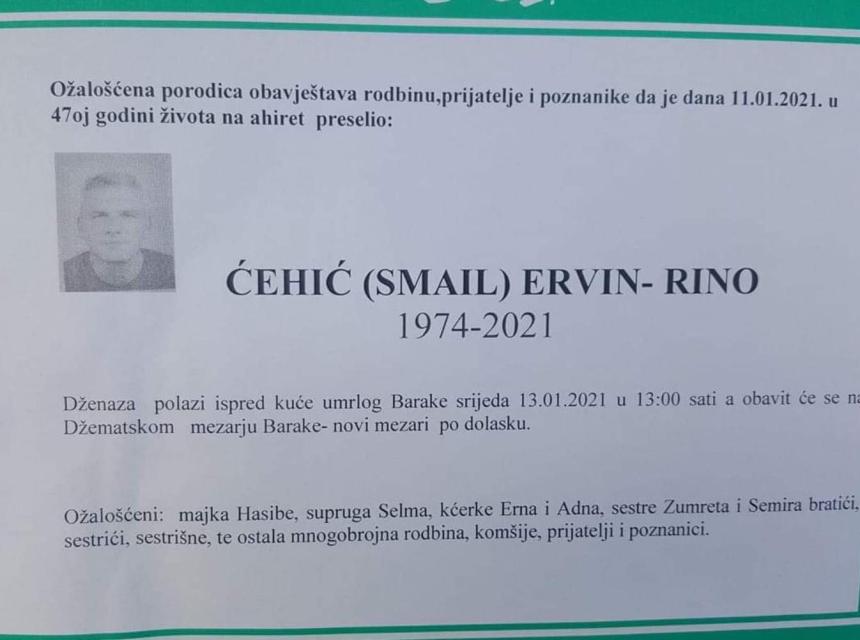 Ožalošćena porodica obavještava rodbinu,prijatelje i poznanike da je dana 11.01.2021. u
47oj godini života na ahiret preselio:
ĆEHIĆ (SMAIL) ERVIN- RINO
1974-2021
Dženaza polazi ispred kuće umrlog Barake srijeda 13.01.2021 u 13:00 sati a obavit će se na
Džematskom mezarju Barake- novi mezari po dolasku.
Ožalošćeni: majka Hasibe, supruga Selma, kćerke Erna i Adna, sestre Zumreta i Semira bratići,
sestrići, sestrišne, te ostala mnogobrojna rodbina, komšije, prijatelji i poznanici.